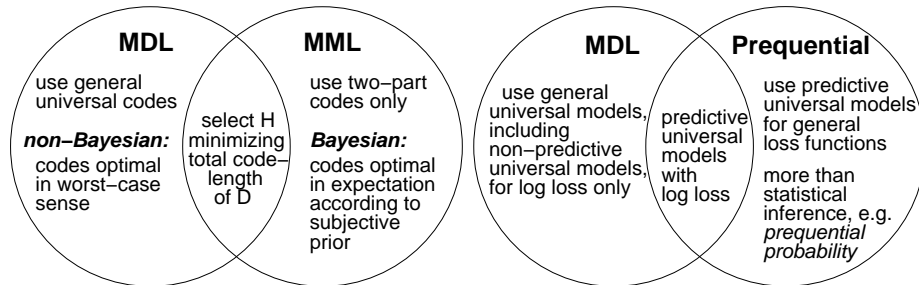 MDL
use general
universal codes
non−Bayesian:
codes optimal
in worst−case
sense
select H
minimizing
total code−
length
of D
MML
use two−part
codes only
Bayesian:
codes optimal
in expectation
according to
subjective
prior
MDL
use general
universal models,
including
non−predictive
universal models,
for log loss only
predictive
universal
models
with
log loss
Prequential
use predictive
universal models
for general
loss functions
more than
statistical
inference, e.g.
prequential
probability